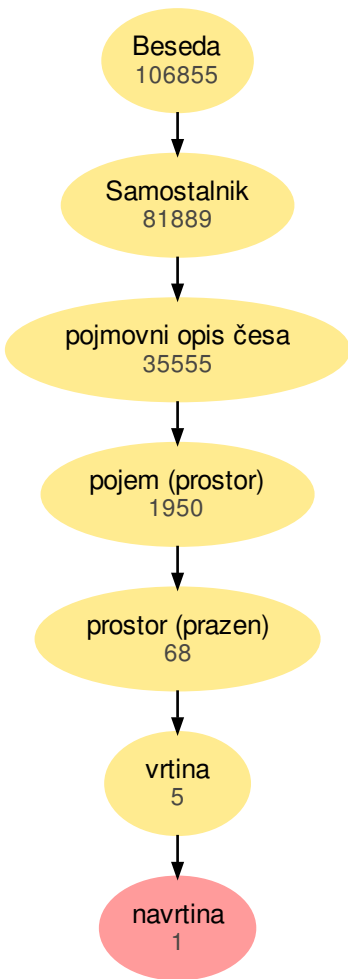 Beseda
106855
Samostalnik
81889
pojmovni opis česa
35555
pojem (prostor)
1950
prostor (prazen)
68
vrtina
5
navrtina
1